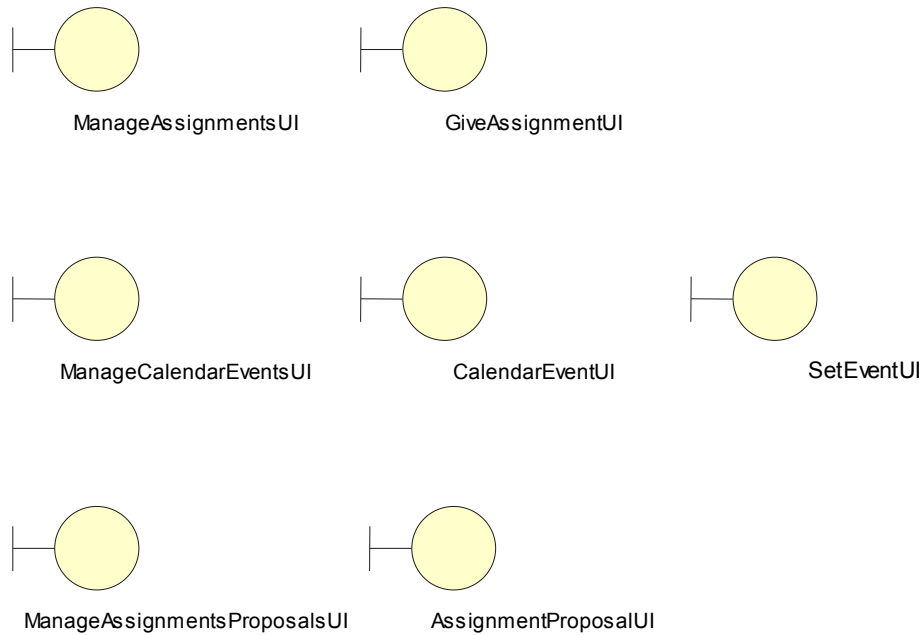 ManageAssignmentsUI
GiveAssignmentUI
ManageCalendarEventsUI
CalendarEventUI
SetEventUI
ManageAssignmentsProposalsUI
AssignmentProposalUI